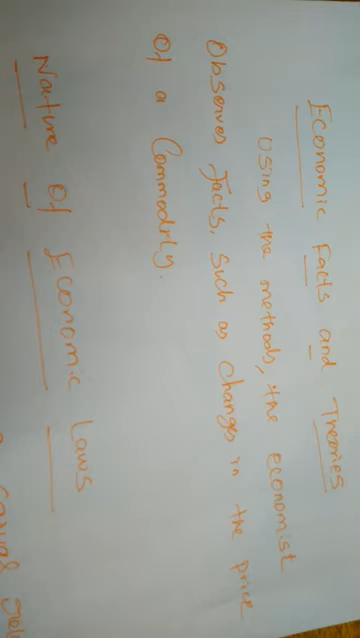 Economic Facts and Theories
Using the methods, the economist
Observes facts, such as changes in the price
Of a Commodity.
Nature Of Economic Laws